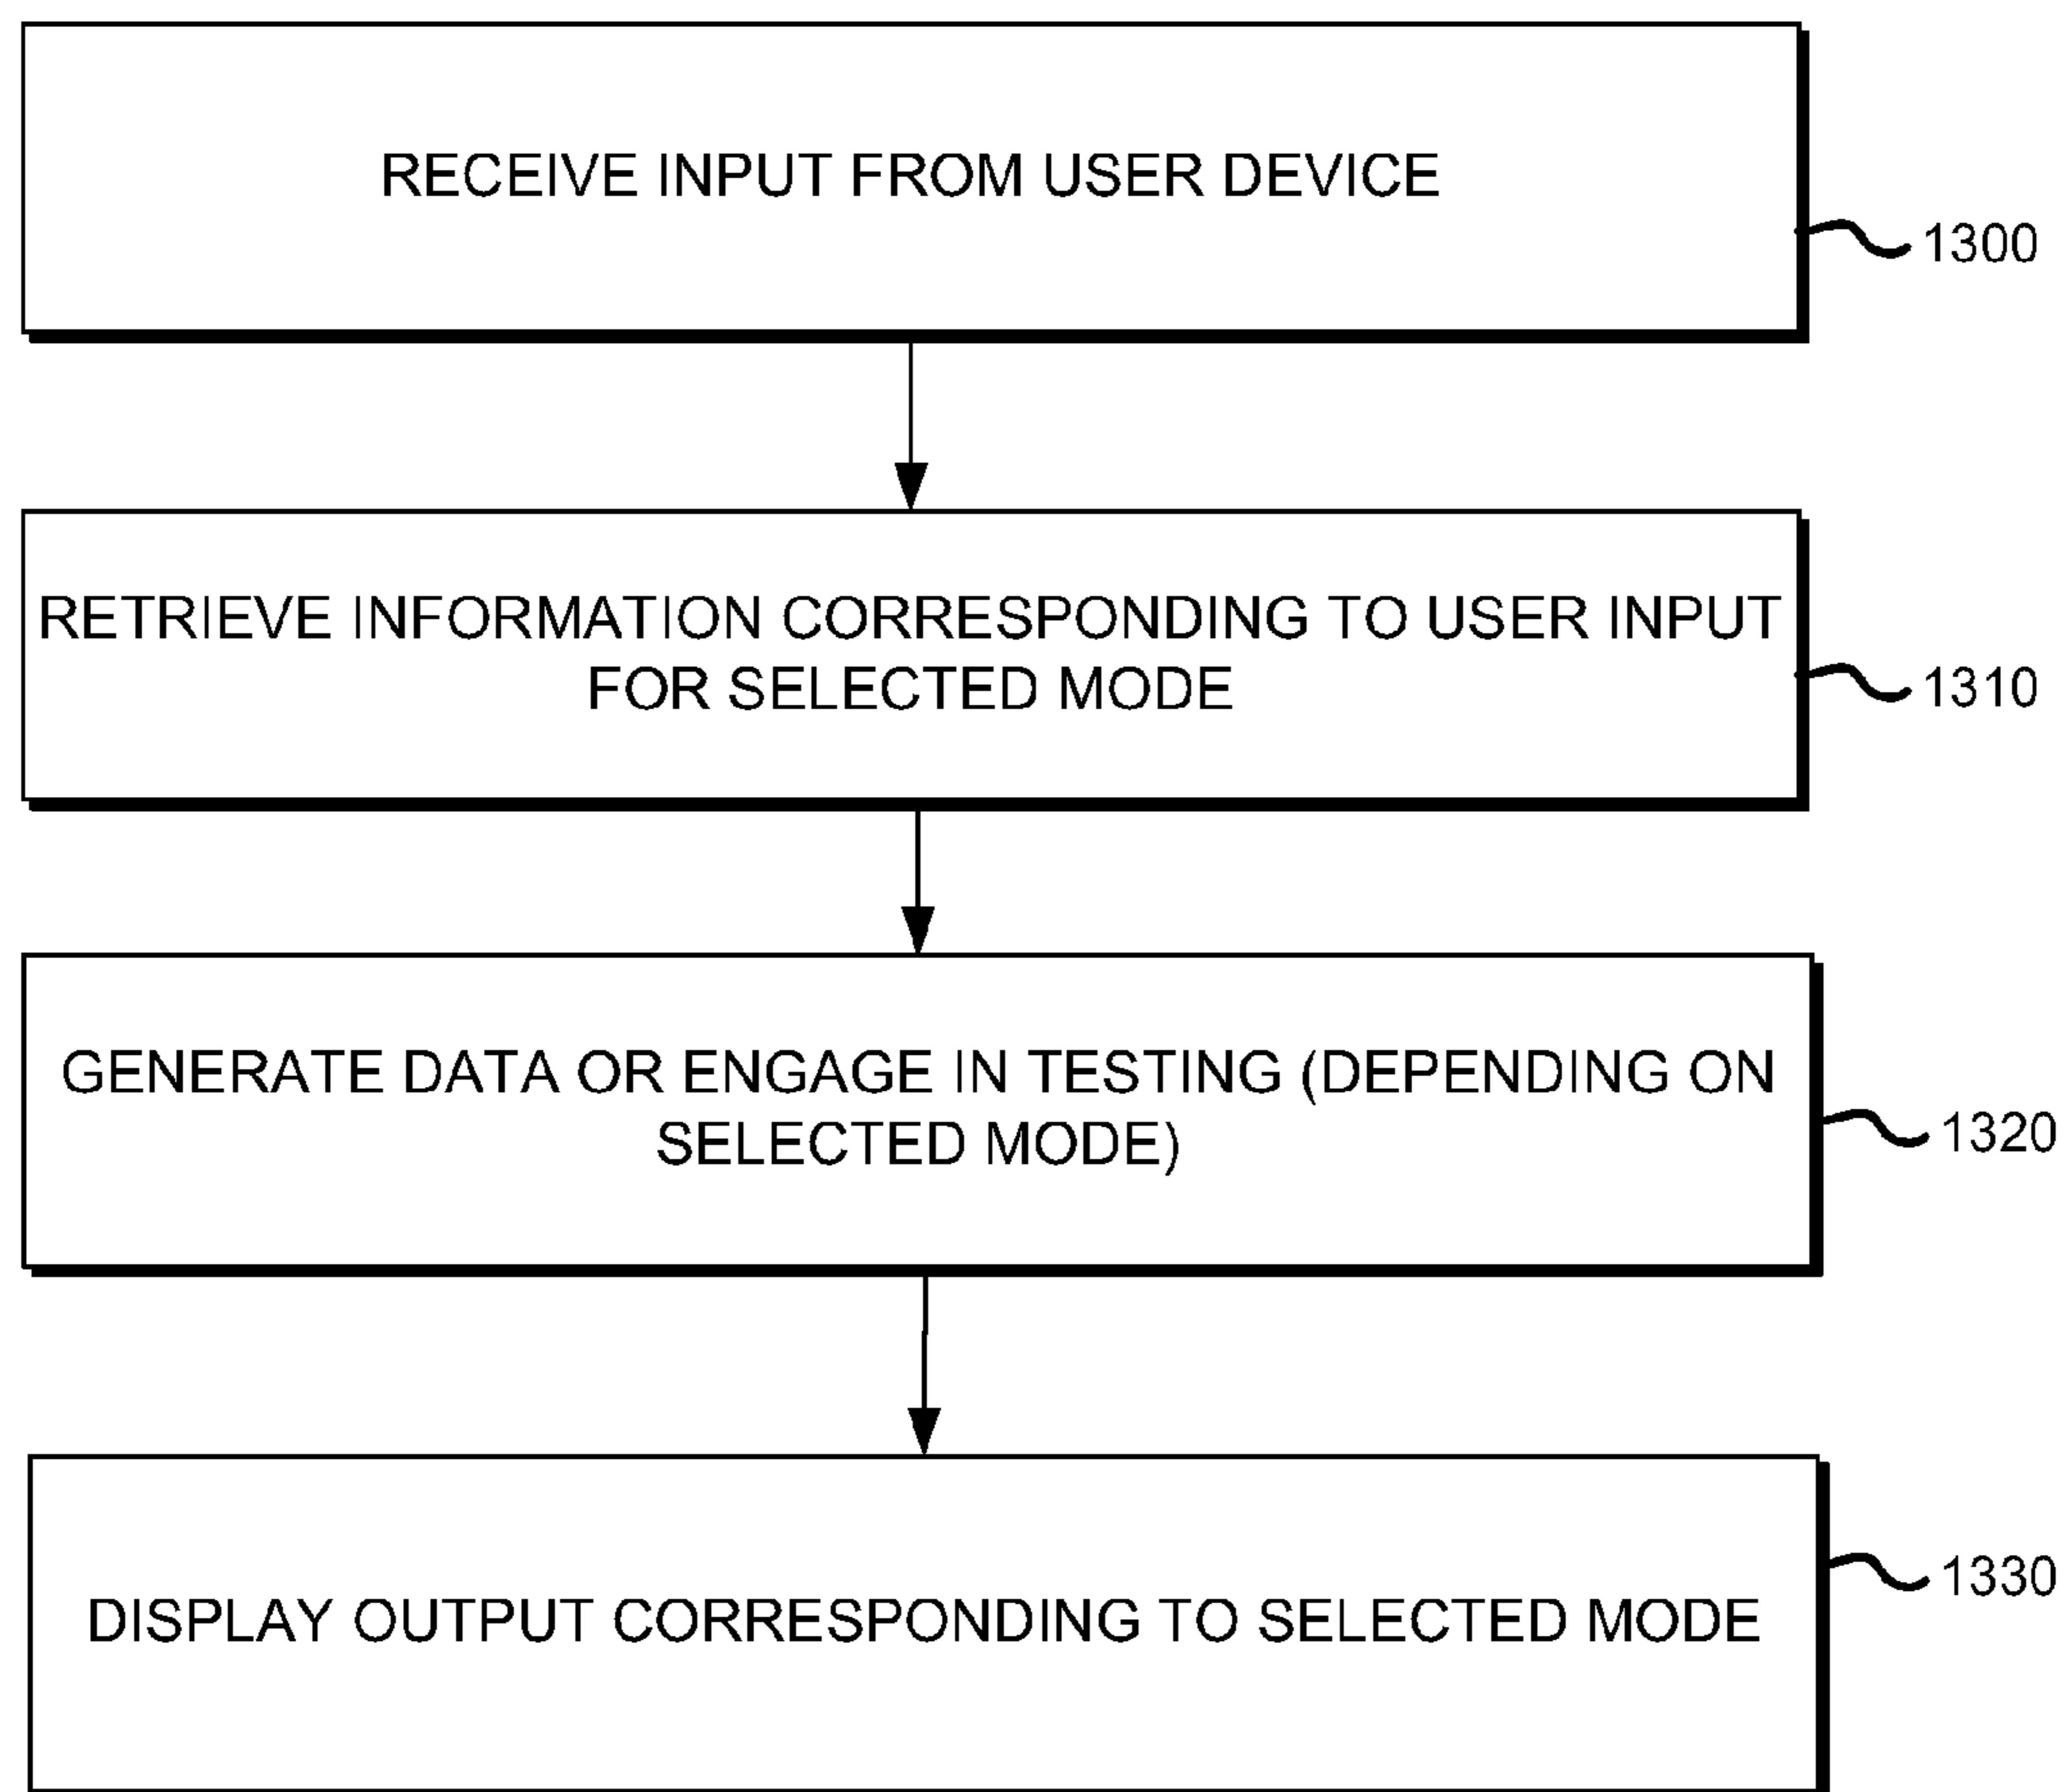 RECEIVE INPUT FROM USER DEVICE
1300
RETRIEVE INFORMATION CORRESPONDING TO USER INPUT
FOR SELECTED MODE
1310
GENERATE DATA OR ENGAGE IN TESTING (DEPENDING ON
SELECTED MODE)
1320
DISPLAY OUTPUT CORRESPONDING TO SELECTED MODE
1330